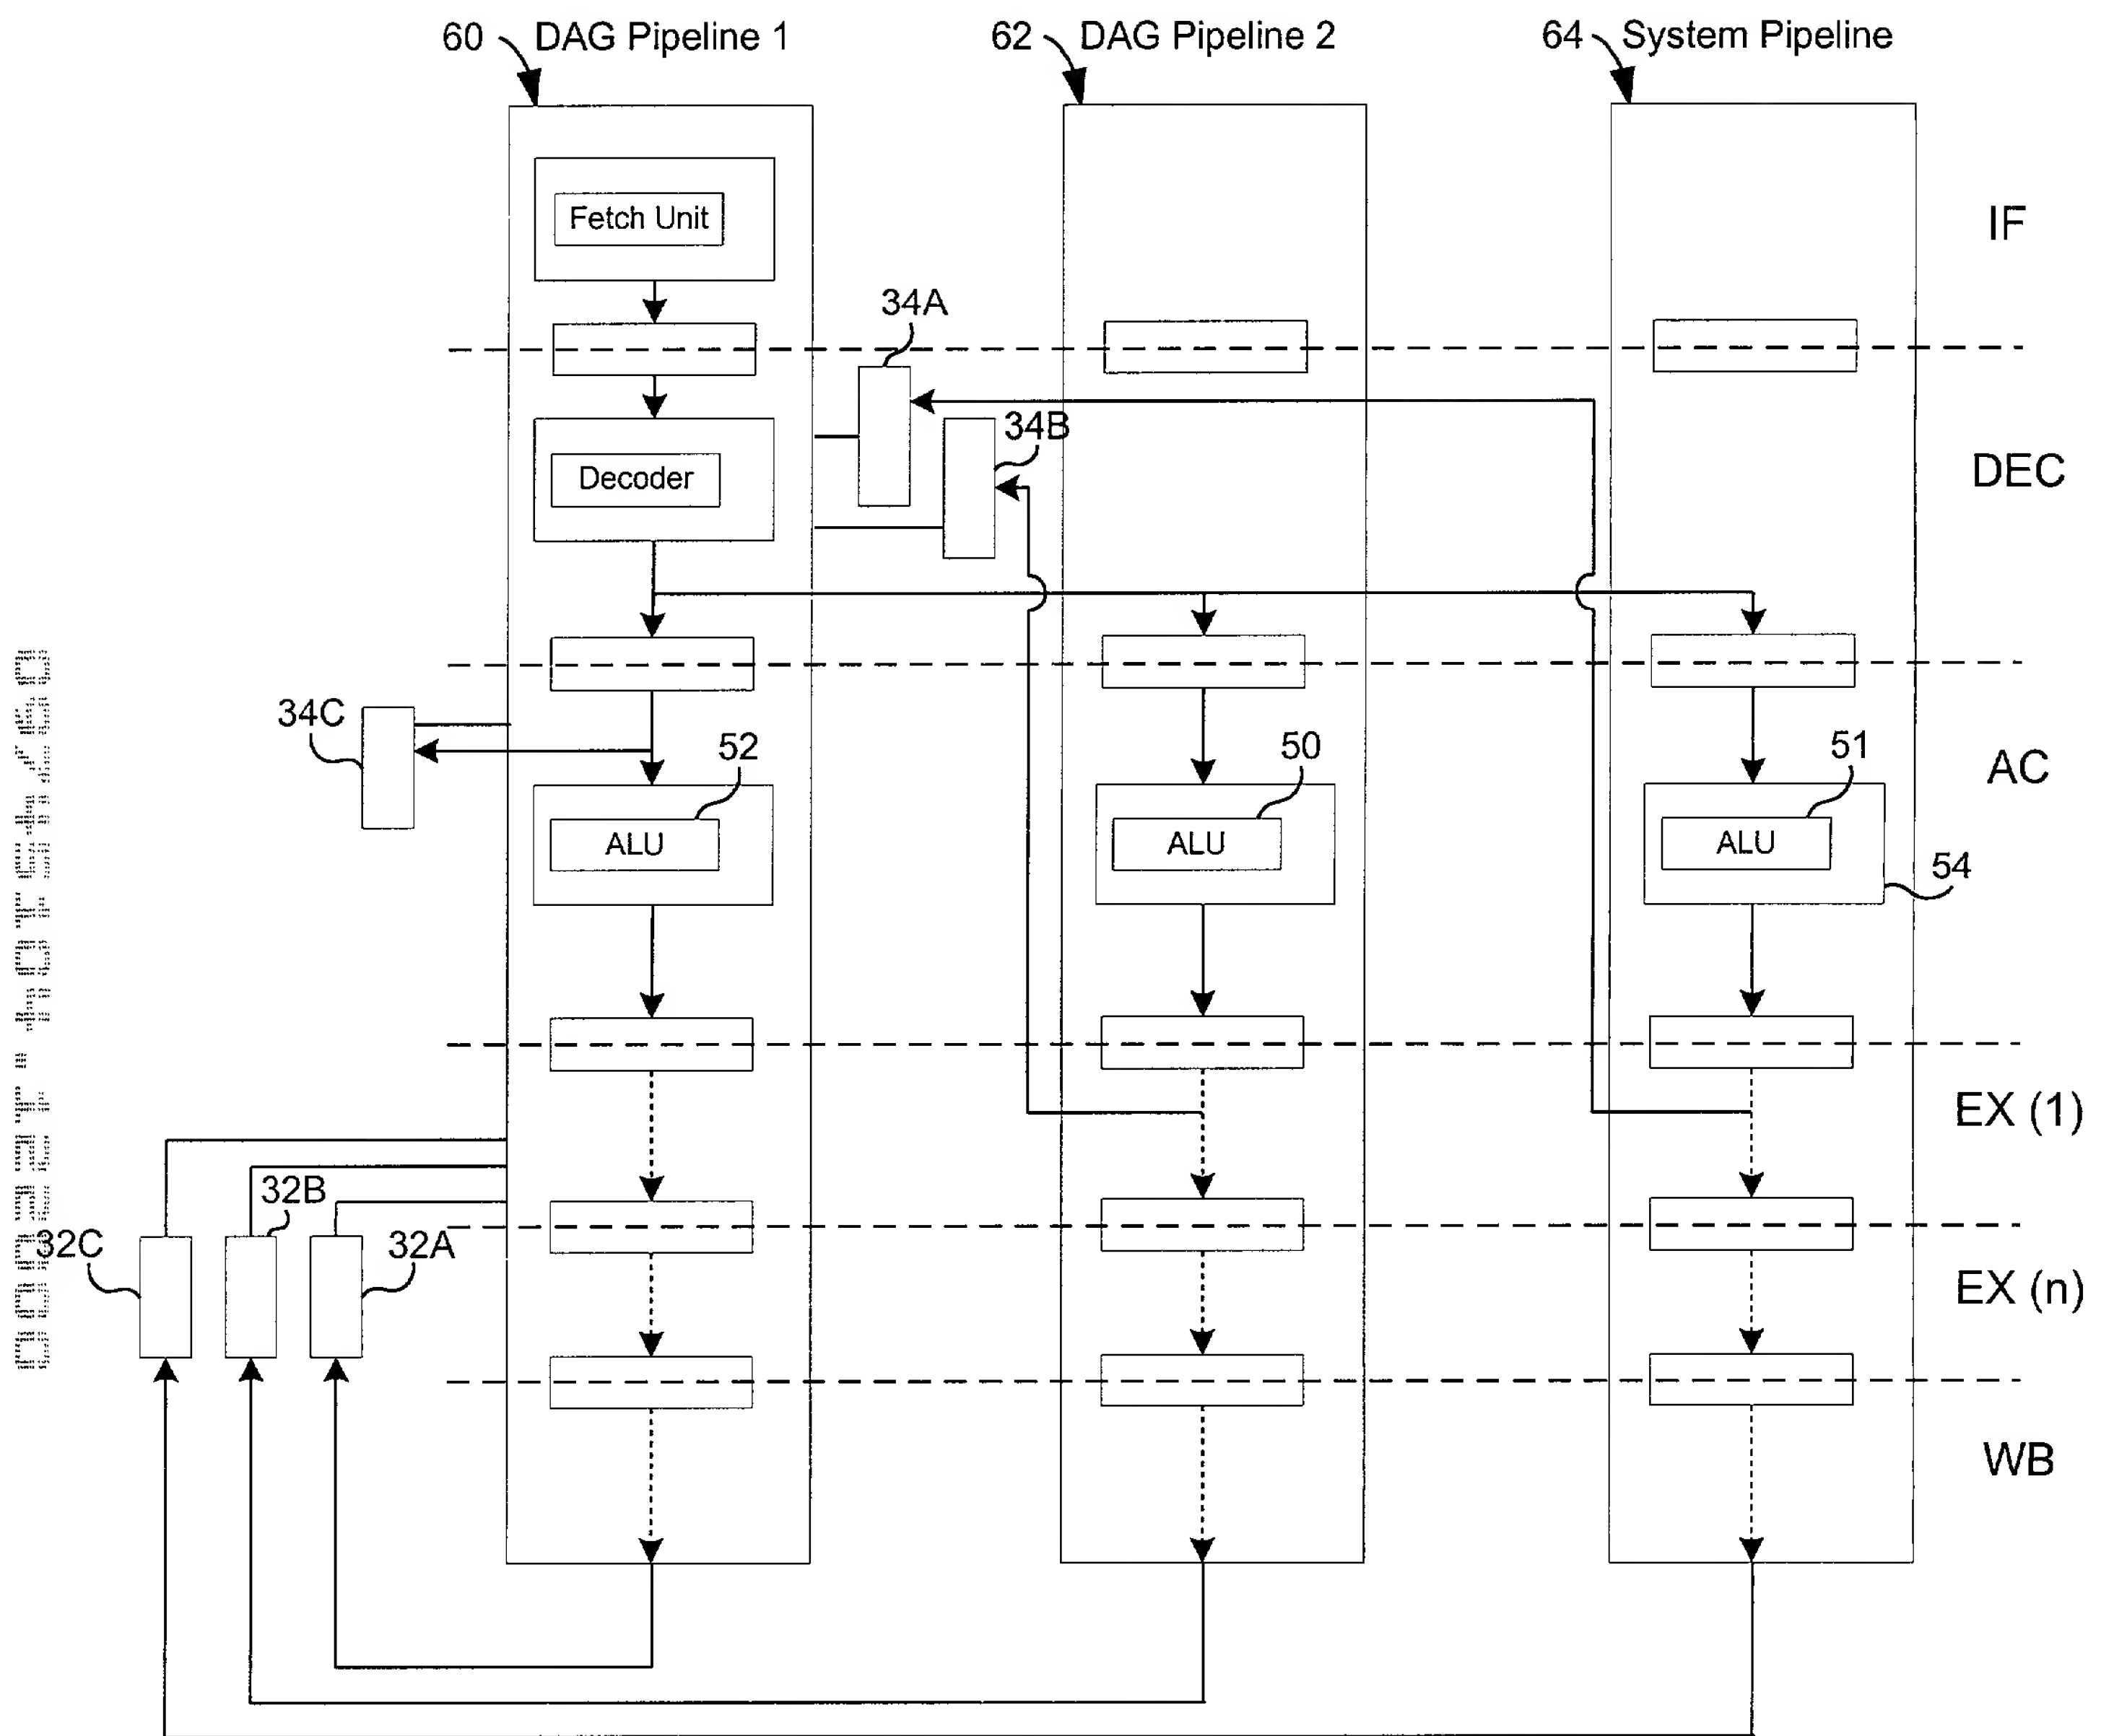 60 DAG Pipeline 1
62 DAG Pipeline 2
64 System Pipeline
Fetch Unit
IF
34A
34B
Decoder
DEC
34C
52
50
51
AC
ALU
ALU
ALU
54
EX (1)
32B
32C
32A
EX (n)
WB